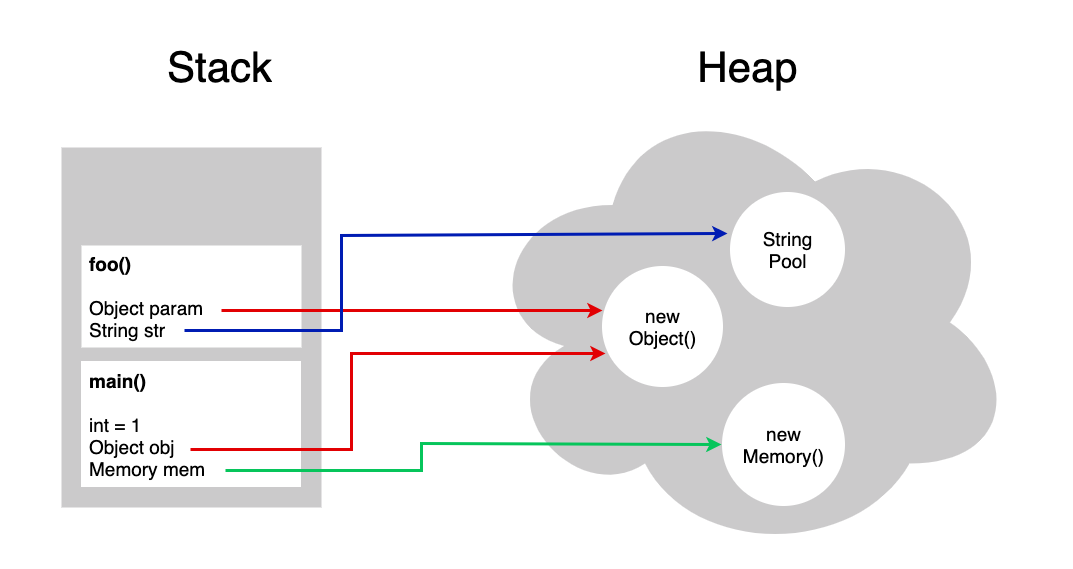 Stack
Heap
foo()
Object param
String str
main()
int = 1
Object obj
Memory mem
String
Pool
new
Object()
new
Memory()